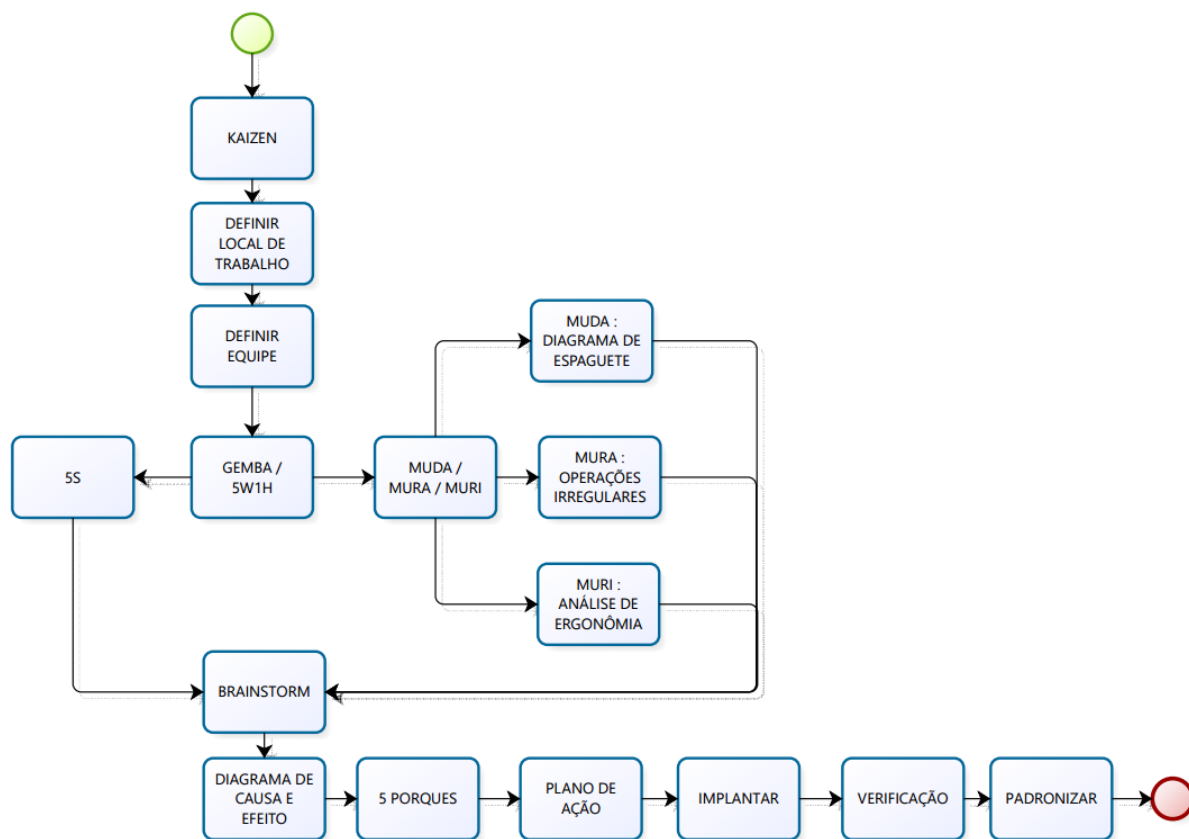 KAIZEN
DEFINIR
LOCAL DE
TRABALHO
DEFINIR
EQUIPE
MUDA :
DIAGRAMA DE
ESPAGUETE
5S
GEMBA /
5W1H
MUDA /
MURA / MURI
MURA :
OPERAÇÕES
IRREGULARES
MURI :
ANÁLISE DE
ERGONÔMIA
BRAINSTORM
DIAGRAMA DE
CAUSA E
EFEITO
5 PORQUES
PLANO DE
AÇÃO
IMPLANTAR
VERIFICAÇÃO
PADRONIZAR